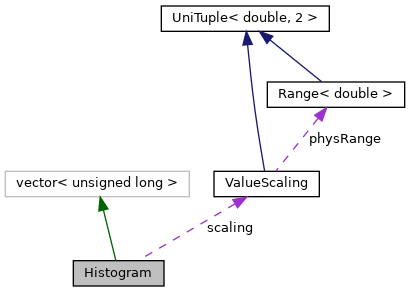 UniTuple< double, 2 >
Range< double >
physRange
vector< unsigned long >
ValueScaling
scaling
Histogram